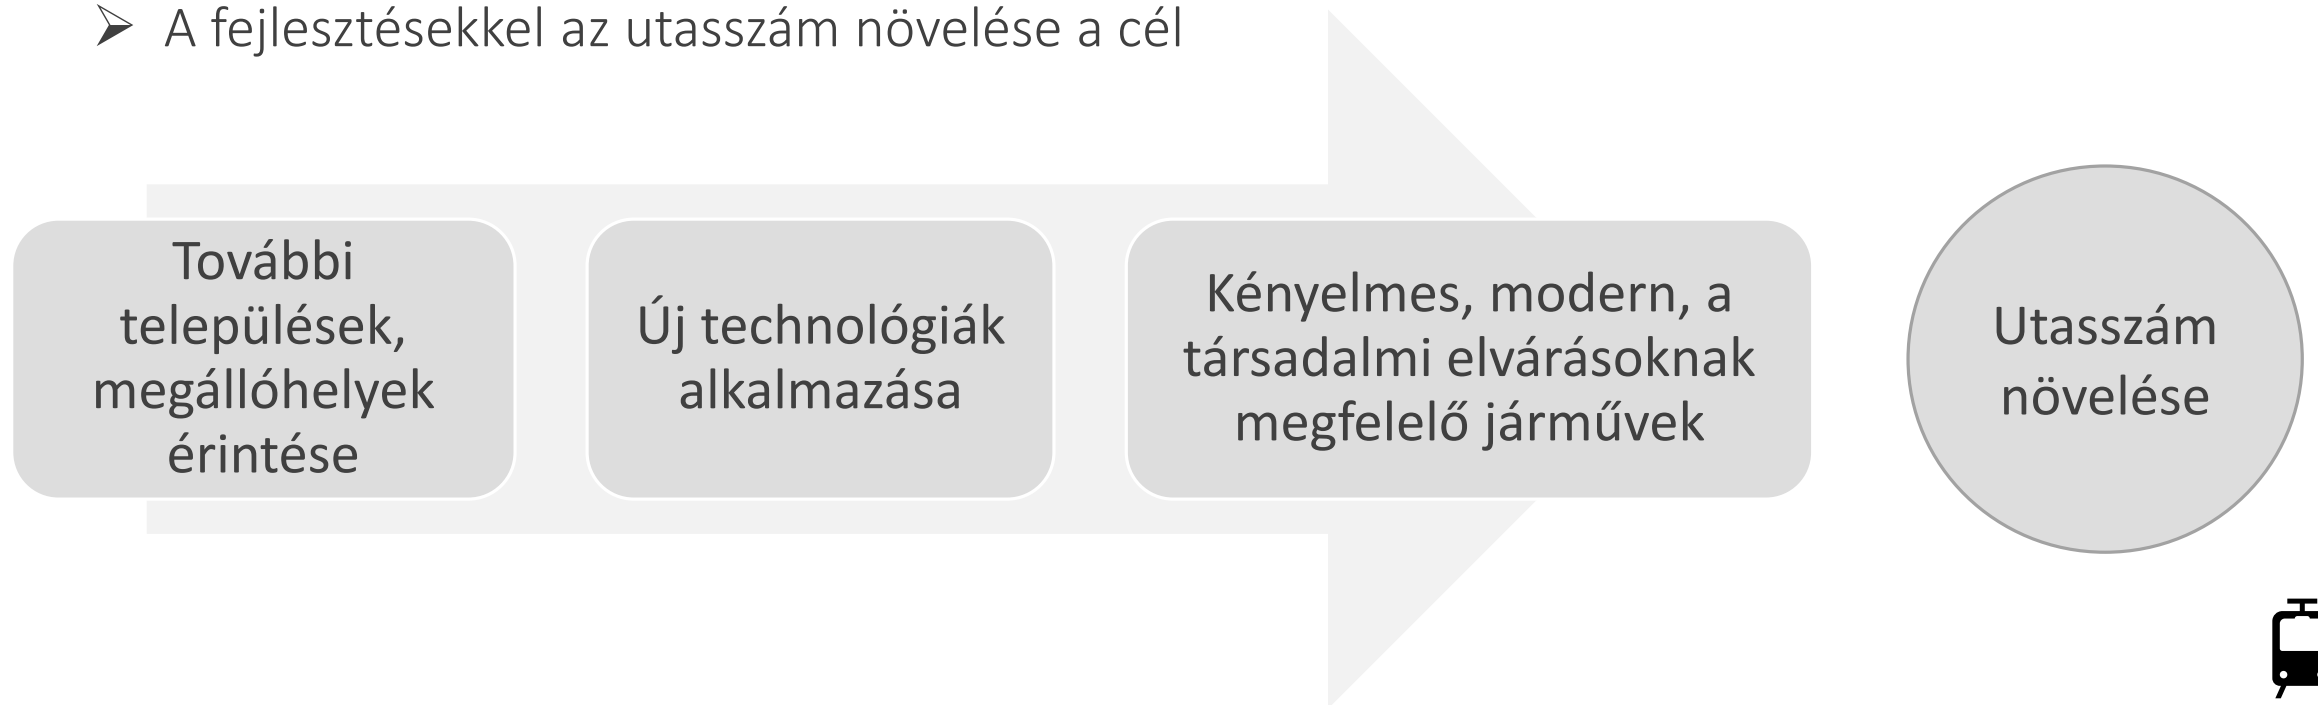 A fejlesztésekkel az utasszám növelése a cél
További
települések,
megállóhelyek
érintése
Új technológiák
alkalmazása
Kényelmes, modern, a
társadalmi elvárásoknak
megfelelő járművek
Utasszám
növelése